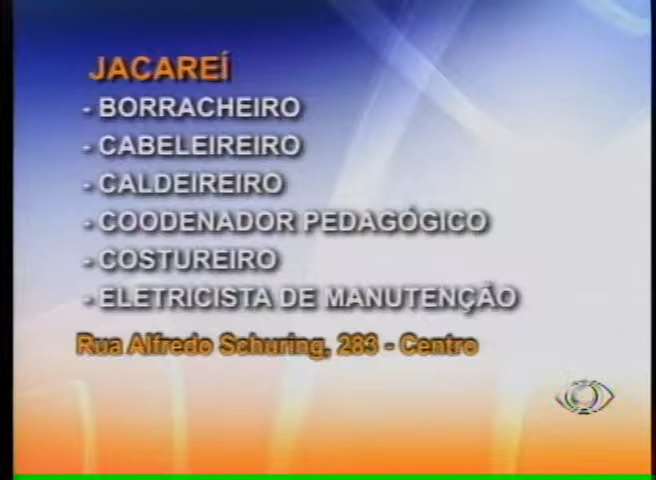 JACAREÍ
- BORRACHEIRO
- CABELEIREIRO
- CALDEIREIRO
- COODENADOR PEDAGÓGICO
- COSTUREIRO
- ELETRICISTA DE MANUTENÇÃO
Rua Alfredo Schuring, 283 - Centro